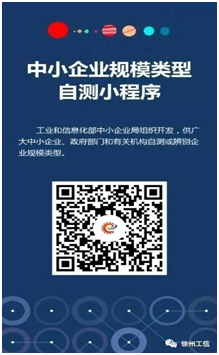 中小企业规模类型
自测小程序
工业和信息化部中小企业局组织开发，供广
大中小企业、政府部门和有关机构自测或辨别企
业规模类型。
徐州工信